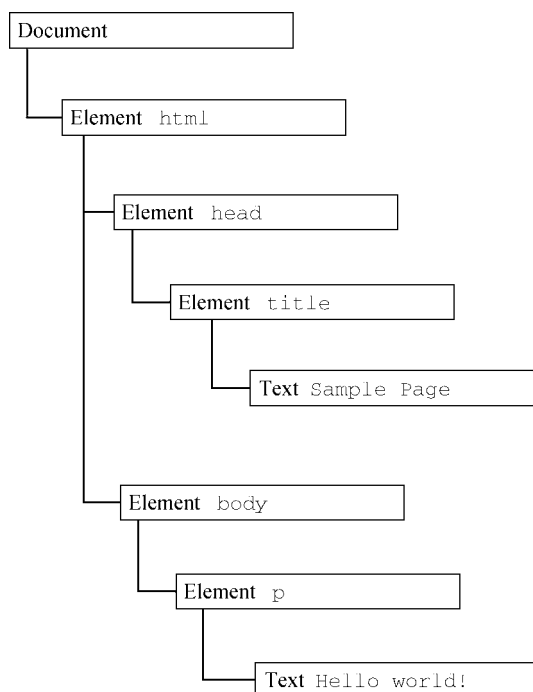 Document
Element html
Element head
Element title
Text Sample Page
Element body
Element p
Text Hello world!